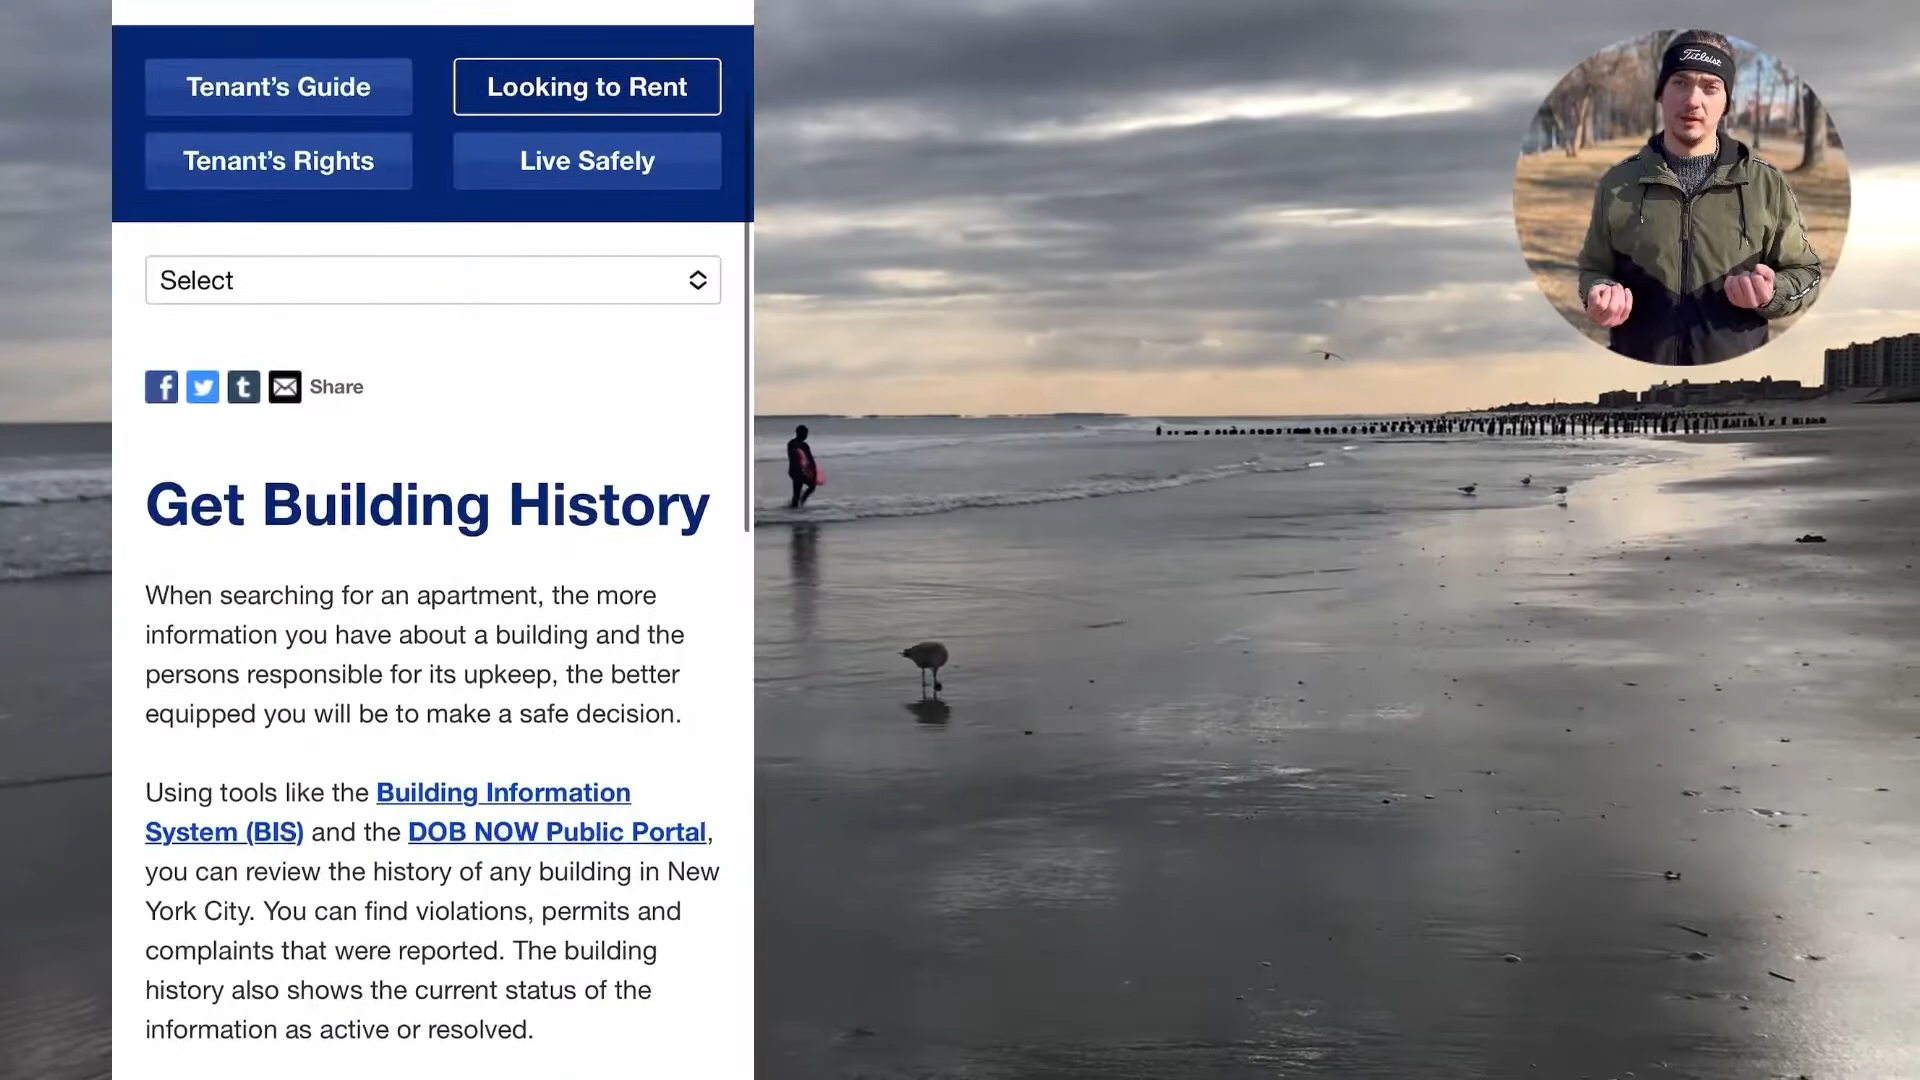 Tenant’s Guide
Looking to Rent
Tenant’s Rights
Live Safely
Select
Share
Get Building History
When searching for an apartment, the more
information you have about a building and the
persons responsible for its upkeep, the better
equipped you will be to make a safe decision.
Using tools like the Building Information
System (BIS) and the DOB NOW Public Portal,
you can review the history of any building in New
York City. You can find violations, permits and
complaints that were reported. The building
history also shows the current status of the
information as active or resolved.
Titleist